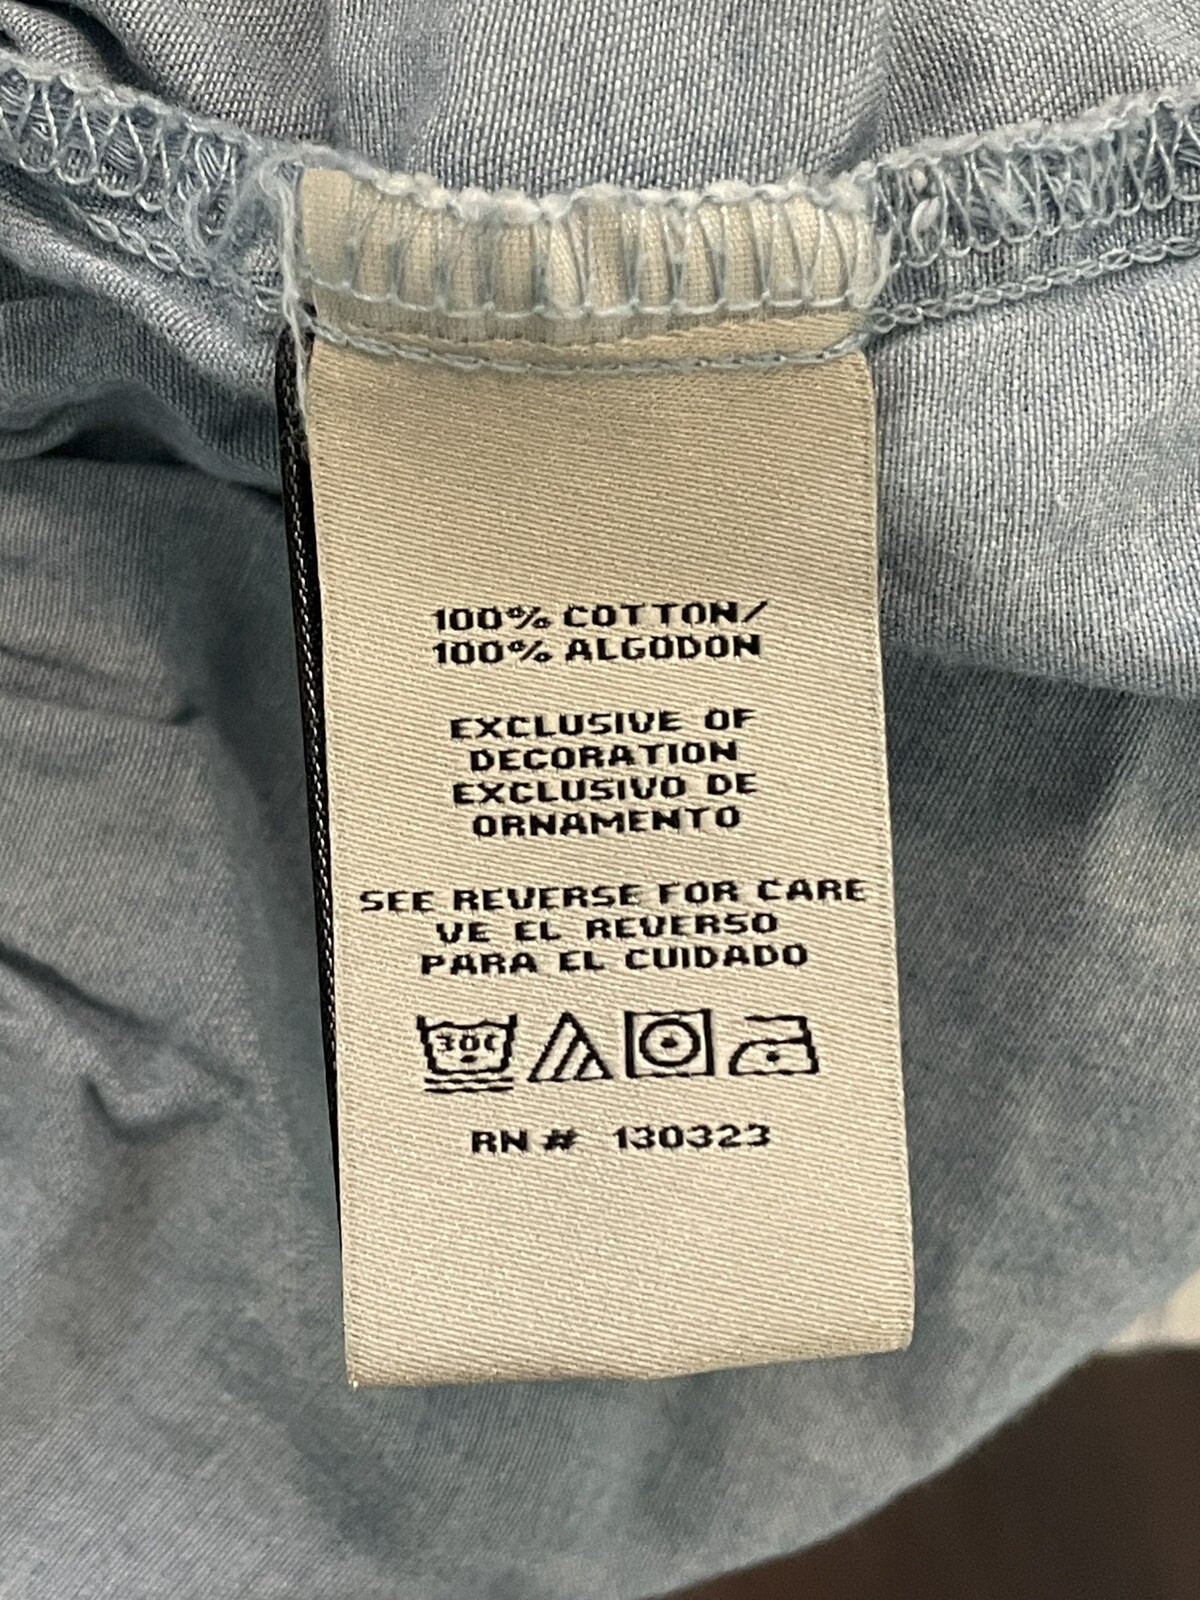 100% COTTON/
100% ALGODON
EXCLUSIVE OF
DECORATION
EXCLUSIVO DE
ORNAMENTO
SEE REVERSE FOR CARE
VE EL REVERSO
PARA EL CUIDADO
30C
RN # 130323